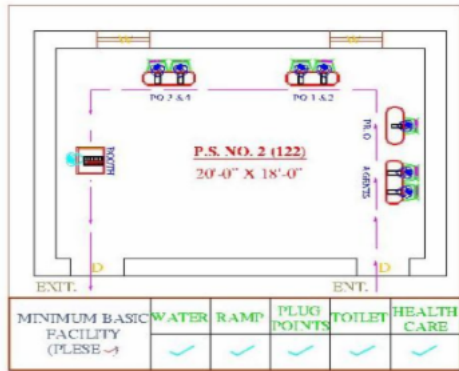 W W
PO 3 & 4 PO 1 & 2
PR.O
BOOTH
P.S. NO. 2 (122)
20'-0" X 18'-0"
AGENTS
D D
EXIT. ENT.
MINIMUM BASIC FACILITY (PLESE ✓) WATER RAMP PLUG POINTS TOILET HEALTH CARE
✓ ✓ ✓ ✓ ✓